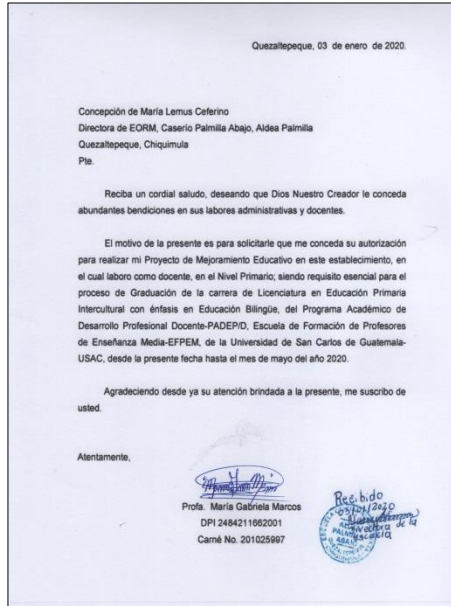 Quezaltepeque, 03 de enero de 2020.
Concepción de María Lemus Ceferino
Directora de EORM, Caserío Palmilla Abajo, Aldea Palmilla
Quezaltepeque, Chiquimula
Pte.
Reciba un cordial saludo, deseando que Dios Nuestro Creador le conceda
abundantes bendiciones en sus labores administrativas y docentes.
El motivo de la presente es para solicitarle que me conceda su autorización
para realizar mi Proyecto de Mejoramiento Educativo en este establecimiento, en
el cual laboro como docente, en el Nivel Primario; siendo requisito esencial para el
proceso de Graduación de la carrera de Licenciatura en Educación Primaria
Intercultural con énfasis en Educación Bilingüe, del Programa Académico de
Desarrollo Profesional Docente-PADEP/D, Escuela de Formación de Profesores
de Enseñanza Media-EFPEM, de la Universidad de San Carlos de Guatemala-
USAC, desde la presente fecha hasta el mes de mayo del año 2020.
Agradeciendo desde ya su atención brindada a la presente, me suscribo de
usted.
Atentamente,
Profa. María Gabriela Marcos
DPI 2484211662001
Carné No. 201025997
Recibido
03/01/2020
Directora de la
Escuela